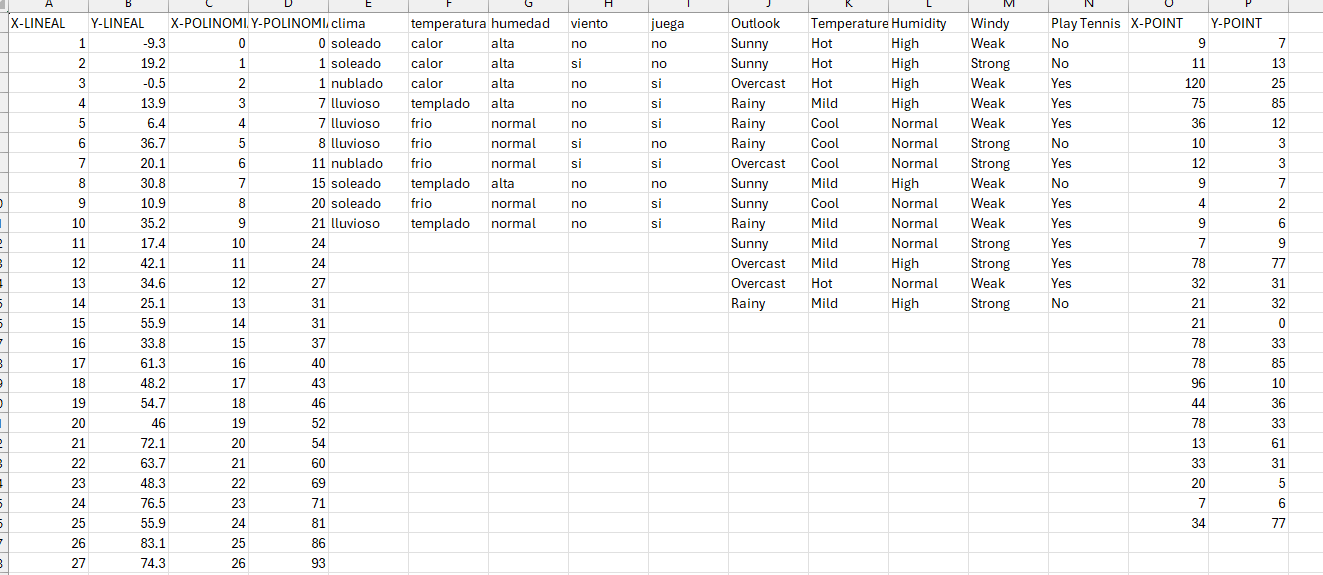 A B C D E F G H I J K L M N O P
X-LINEAL Y-LINEAL X-POLINOMI Y-POLINOMIA clima temperatura humedad viento juega Outlook Temperature Humidity Windy Play Tennis X-POINT Y-POINT
1 -9.3 0 0 soleado calor alta no no Sunny Hot High Weak No 9 7
2 19.2 1 1 soleado calor alta si no Sunny Hot High Strong No 11 13
3 -0.5 2 1 nublado calor alta no si Overcast Hot High Weak Yes 120 25
4 13.9 3 7 lluvioso templado alta no si Rainy Mild High Weak Yes 75 85
5 6.4 4 7 lluvioso frio normal no si Rainy Cool Normal Weak Yes 36 12
6 36.7 5 8 lluvioso frio normal si no Rainy Cool Normal Strong No 10 3
7 20.1 6 11 nublado frio normal si si Overcast Cool Normal Strong Yes 12 3
8 30.8 7 15 soleado templado alta no no Sunny Mild High Weak No 9 7
9 10.9 8 20 soleado frio normal no si Sunny Cool Normal Weak Yes 4 2
10 35.2 9 21 lluvioso templado normal no si Rainy Mild Normal Weak Yes 9 6
11 17.4 10 24 Sunny Mild Normal Strong Yes 7 9
12 42.1 11 24 Overcast Mild High Strong Yes 78 77
13 34.6 12 27 Overcast Hot Normal Weak Yes 32 31
14 25.1 13 31 Rainy Mild High Strong No 21 32
15 55.9 14 31 21 0
16 33.8 15 37 78 33
17 61.3 16 40 78 85
18 48.2 17 43 96 10
19 54.7 18 46 44 36
20 46 19 52 78 33
21 72.1 20 54 13 61
22 63.7 21 60 33 31
23 48.3 22 69 20 5
24 76.5 23 71 7 6
25 55.9 24 81 34 77
26 83.1 25 86
27 74.3 26 93